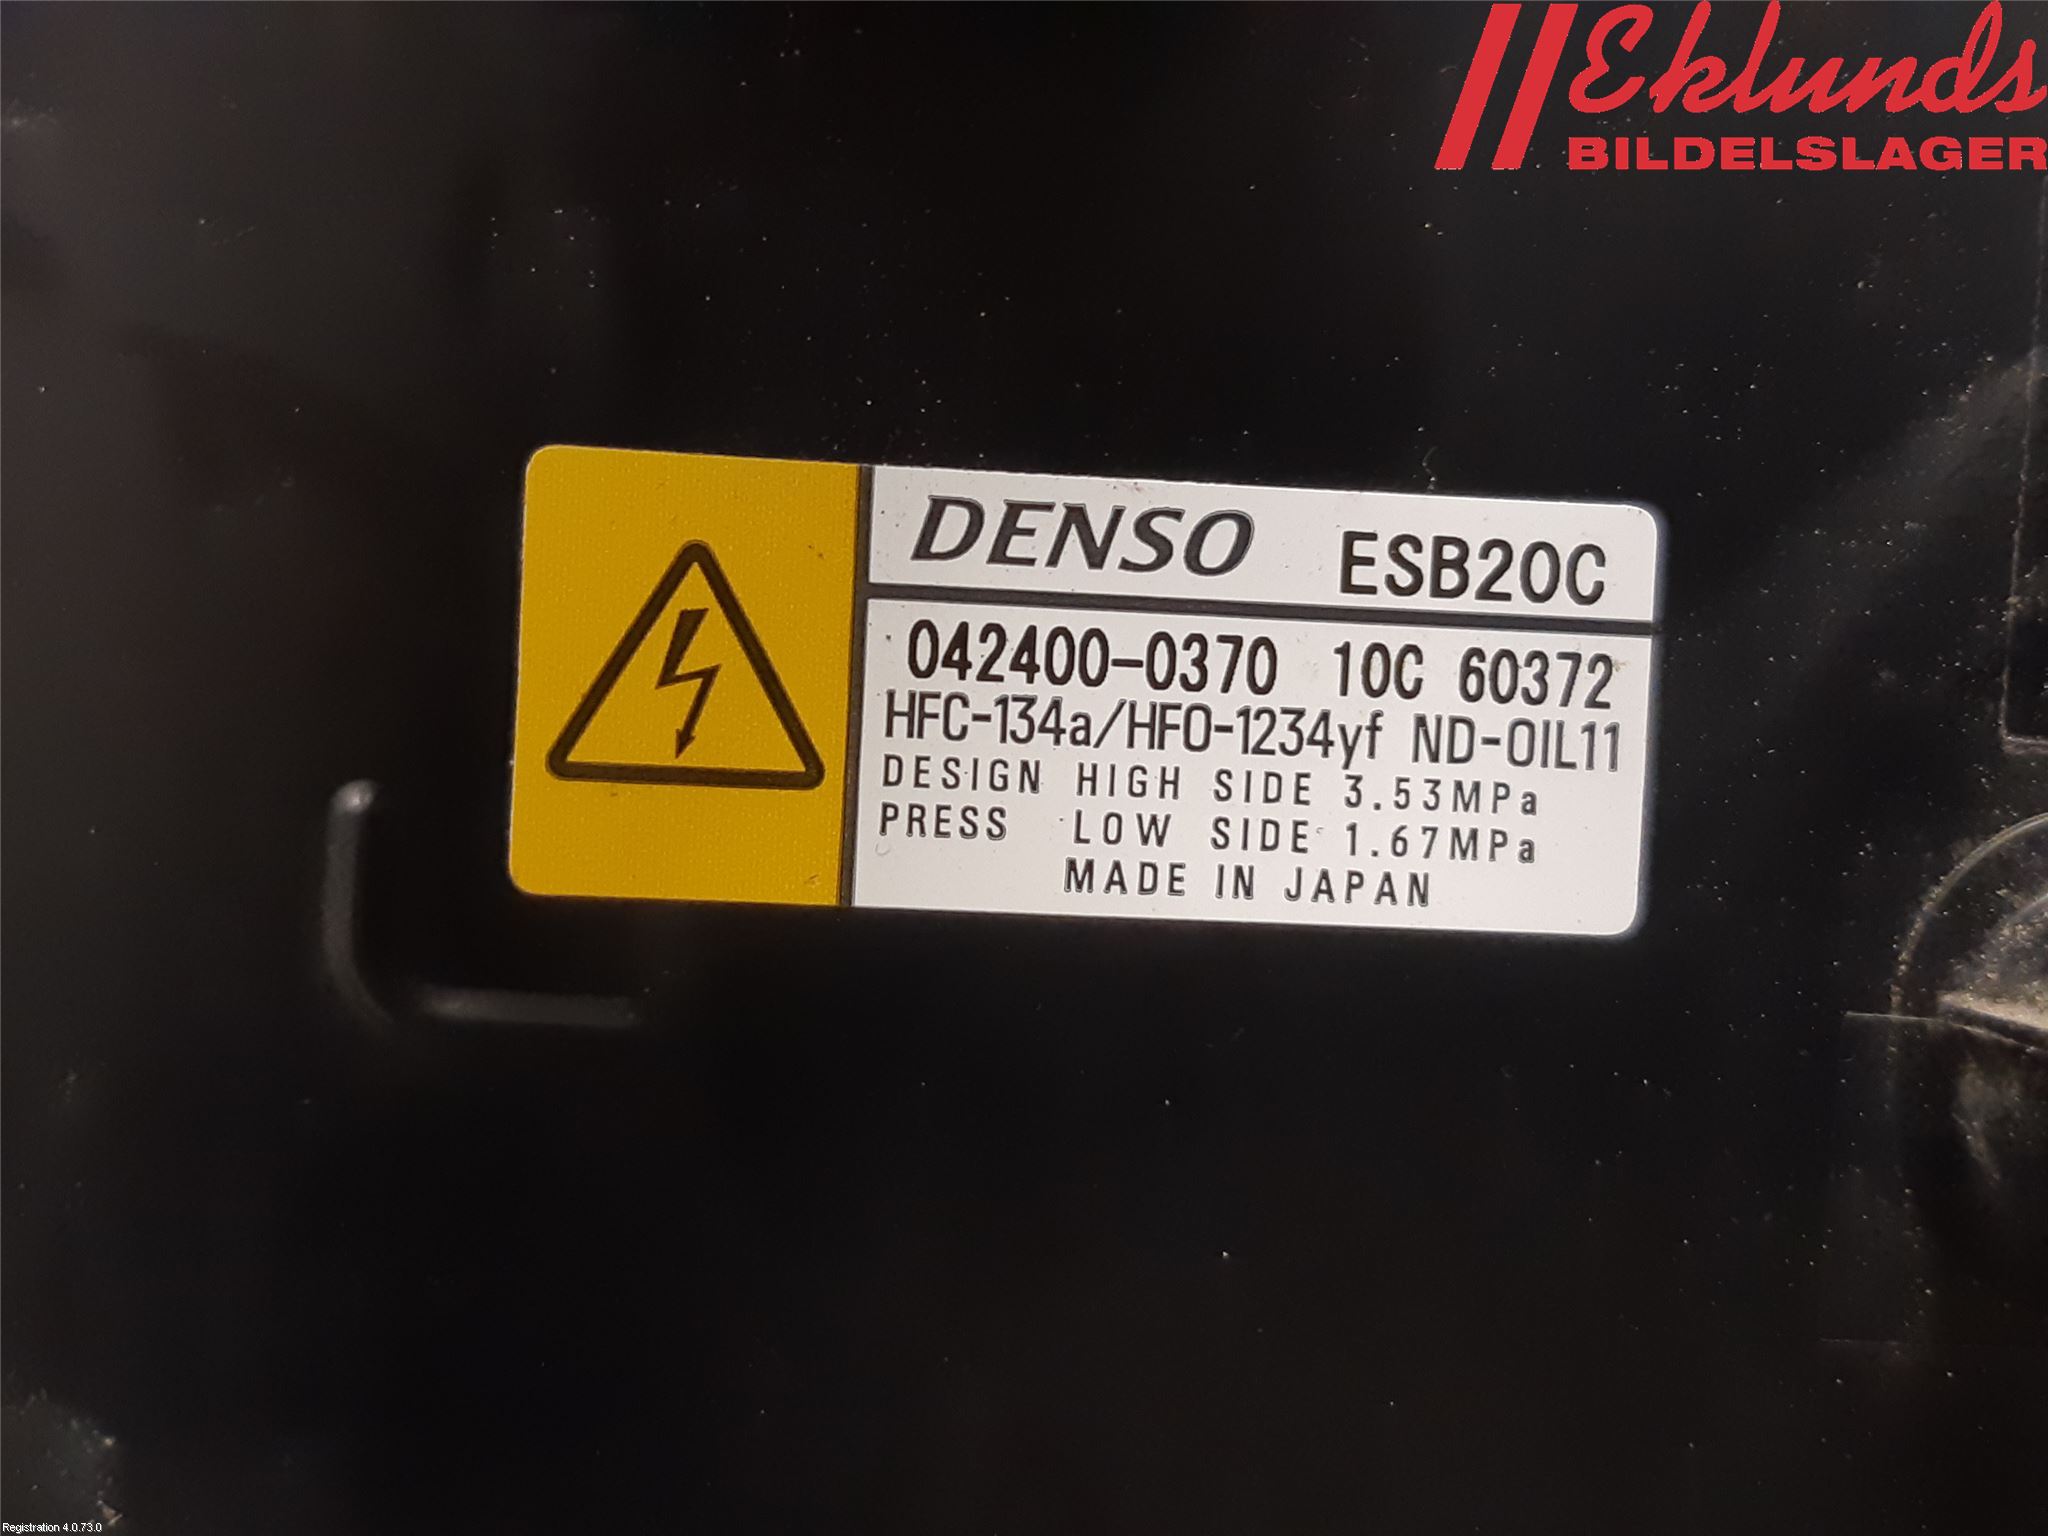 Eklunds
BILDELSLAGER
DENSO ESB20C
042400-0370 10C 60372
HFC-134a/HFO-1234yf ND-OIL11
DESIGN HIGH SIDE 3.53MPa
PRESS LOW SIDE 1.67MPa
MADE IN JAPAN
Registration 4.0.73.0